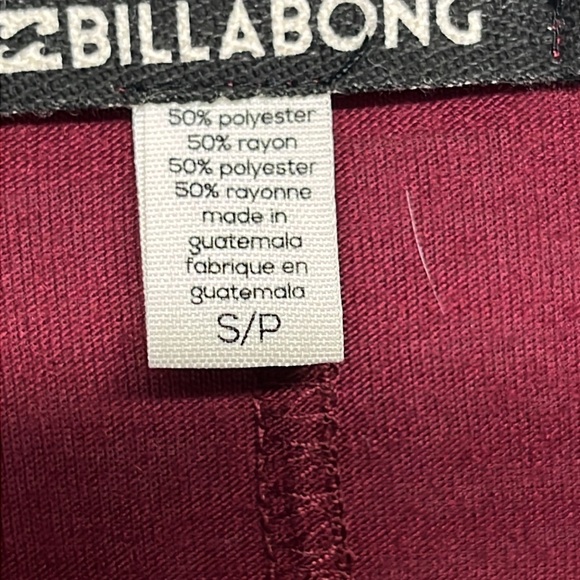 BILLABONG
50% polyester
50% rayon
50% polyester
50% rayonne
made in
guatemala
fabrique en
guatemala
S/P